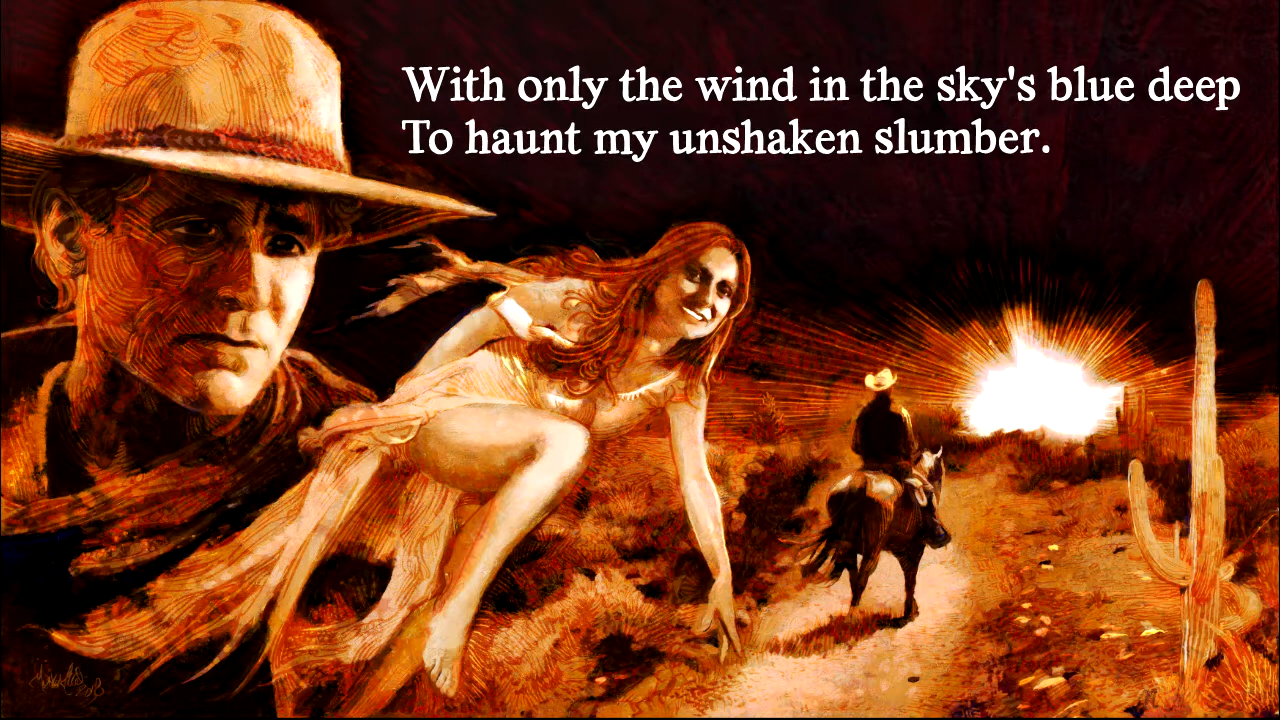 With only the wind in the sky's blue deep
To haunt my unshaken slumber.